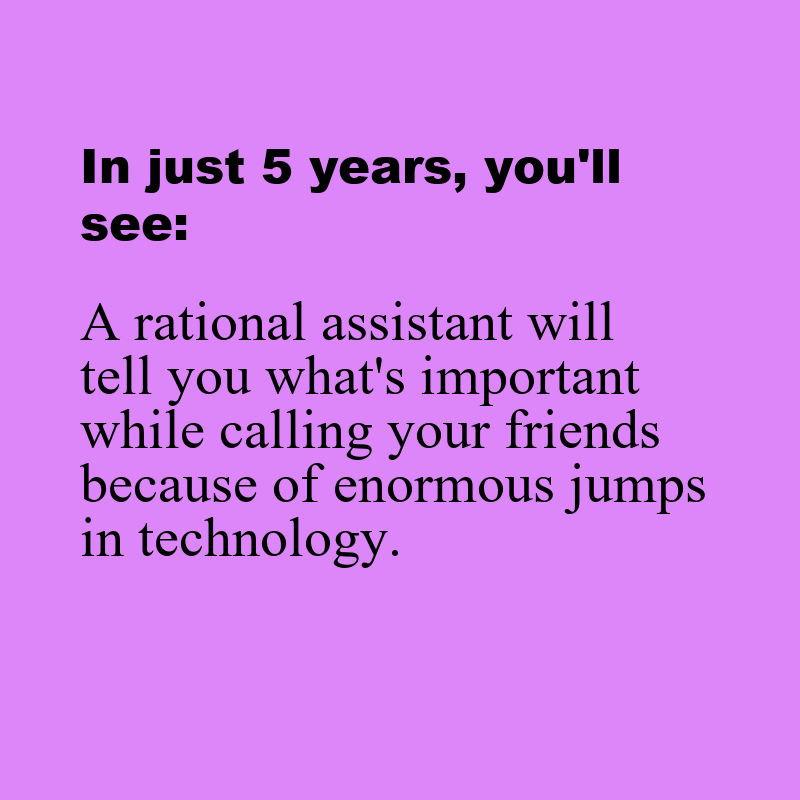 In just 5 years, you'll
see:
A rational assistant will
tell you what's important
while calling your friends
because of enormous jumps
in technology.